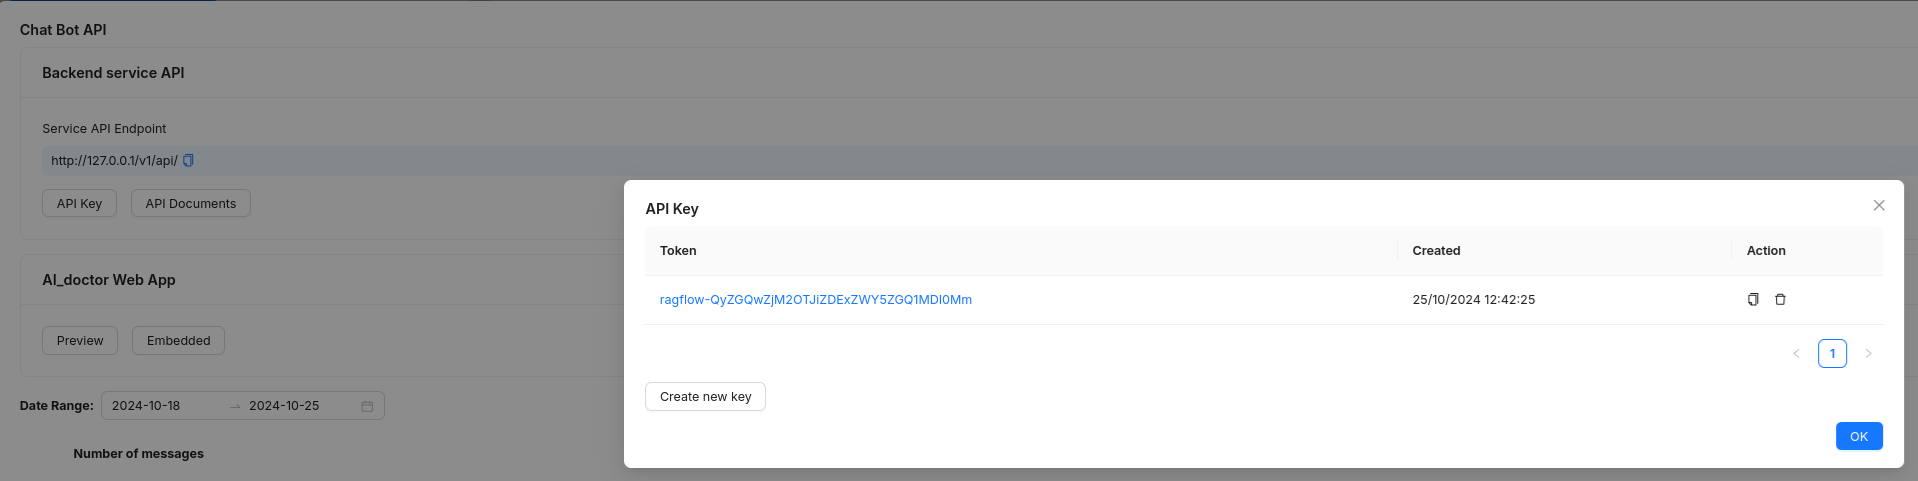 Chat Bot API
Backend service API
Service API Endpoint
http://127.0.0.1/v1/api/
API Key
API Documents
AI_doctor Web App
Preview
Embedded
Date Range:
2024-10-18 → 2024-10-25
Number of messages
API Key
Token Created Action
ragflow-QyZGQwZjM2OTJiZDExZWY5ZGQ1MDI0Mm 25/10/2024 12:42:25
1
Create new key
OK